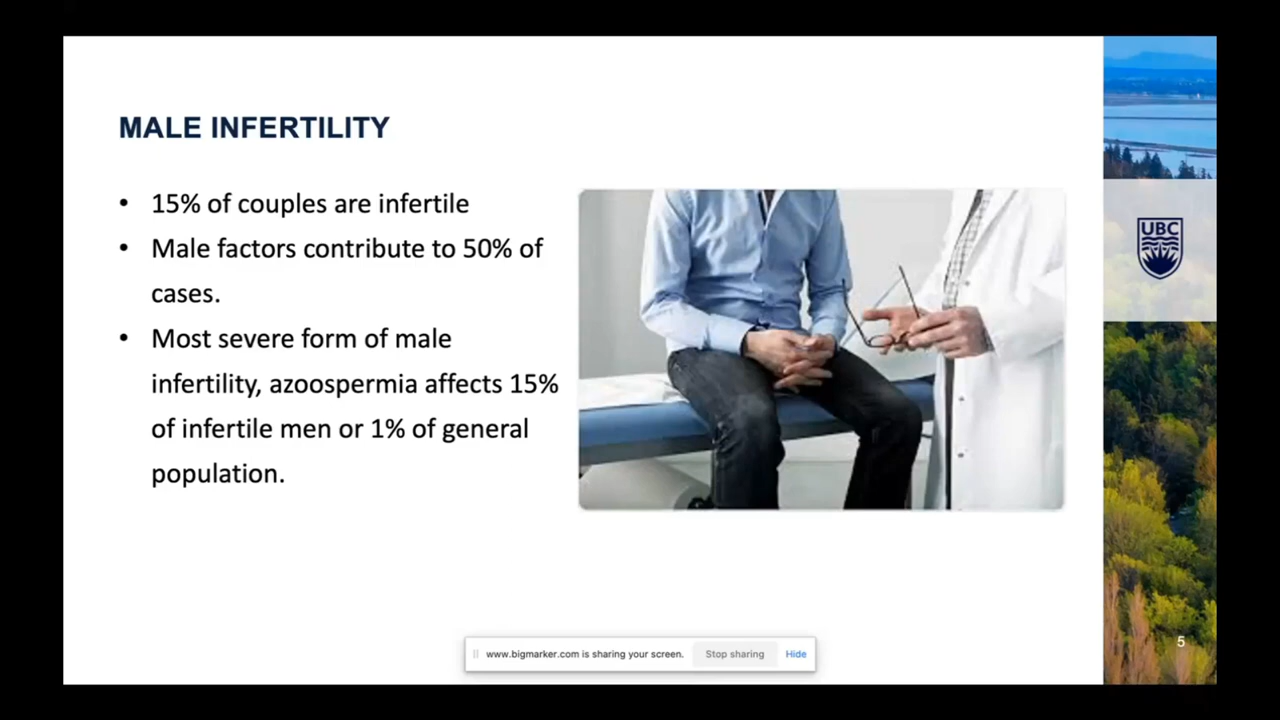 MALE INFERTILITY
• 15% of couples are infertile
• Male factors contribute to 50% of
cases.
• Most severe form of male
infertility, azoospermia affects 15%
of infertile men or 1% of general
population.
UBC
5
www.bigmarker.com is sharing your screen. Stop sharing Hide